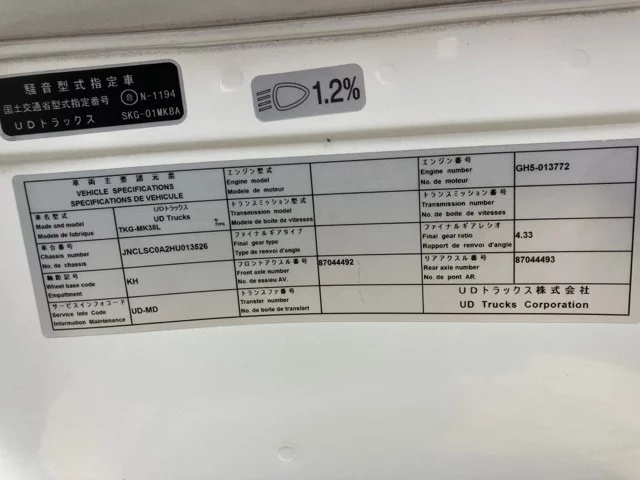 騒音型式指定車
国土交通省型式指定番号 N-1194
UDトラックス SKG-01MKBA
1.2%
車両主要諸元票
VEHICLE SPECIFICATIONS
SPECIFICATIONS DE VEHICULE
車名型式
Made and model
Modele de fabrique
UDトラックス
UD Trucks
TKG-MK38L
車台番号
Chassis number
No. de chassis
JNCLSC0A2HU013526
軸距記号
Wheel base code
Empattment
KH
サービスインフォコード
Service Info Code
Information Maintenance
UD-MD
エンジン型式
Engine model
Modele de moteur
トランスミッション型式
Transmission model
Modele de boite de vitesses
ファイナルギアタイプ
Final gear type
Type de renvoi d'angle
フロントアクスル番号
Front axle number
No. de essieu AV.
87044492
トランスファ番号
Transfer number
No. de boite de transfert
エンジン番号
Engine number
No. de moteur
GH5-013772
トランスミッション番号
Transmission number
No. de boite de vitesses
ファイナルギアレシオ
Final gear ratio
Rapport de renvoi d'angle
4.33
リアアクスル番号
Rear axle number
No. de pont AR.
87044493
UDトラックス株式会社
UD Trucks Corporation